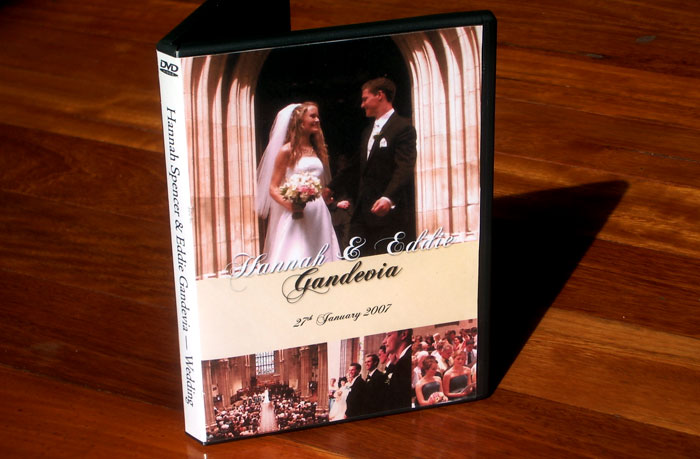 DVD
Hannah Spencer & Eddie Gandevia – Wedding
Hannah & Eddie
Gandevia
27th January 2007